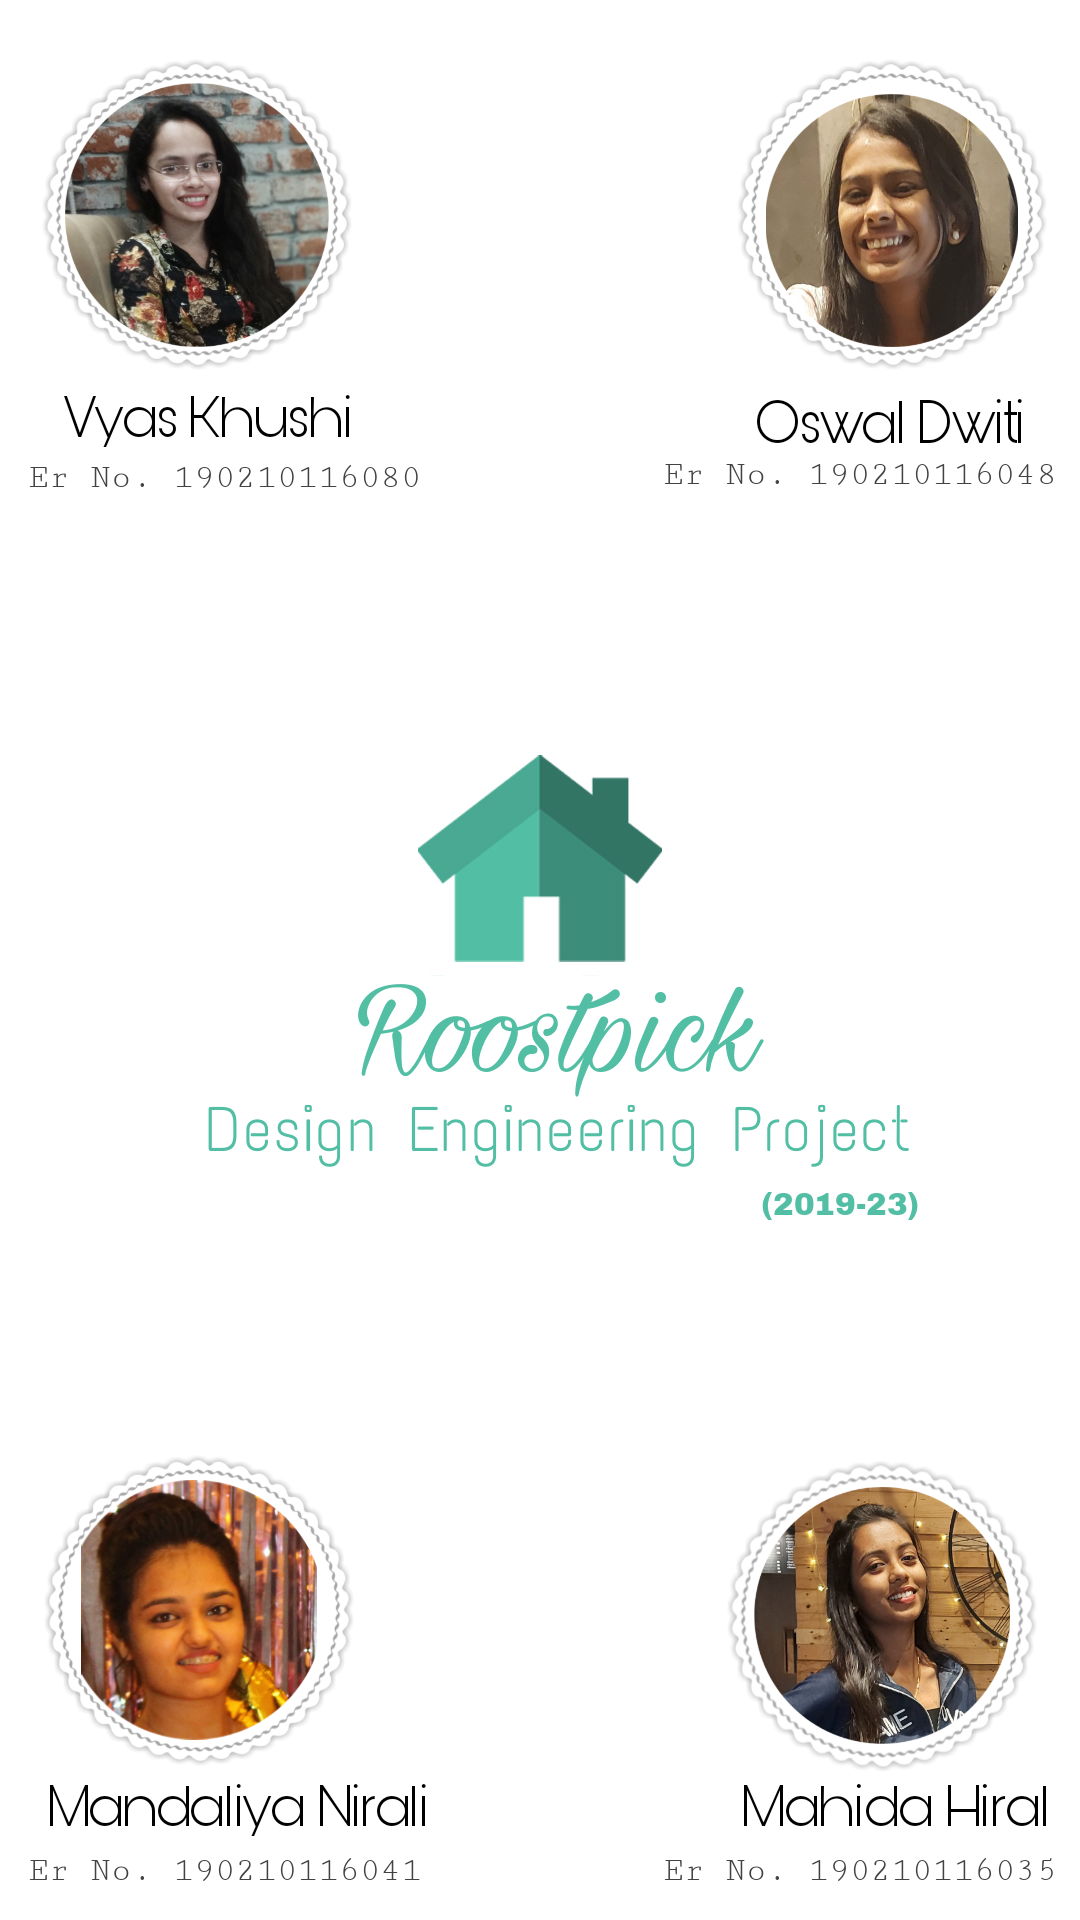 Vyas Khushi
Er No. 190210116080
Oswal Dwiti
Er No. 190210116048
Roostpick
Design Engineering Project
(2019-23)
Mandaliya Nirali
Er No. 190210116041
Mahida Hiral
Er No. 190210116035